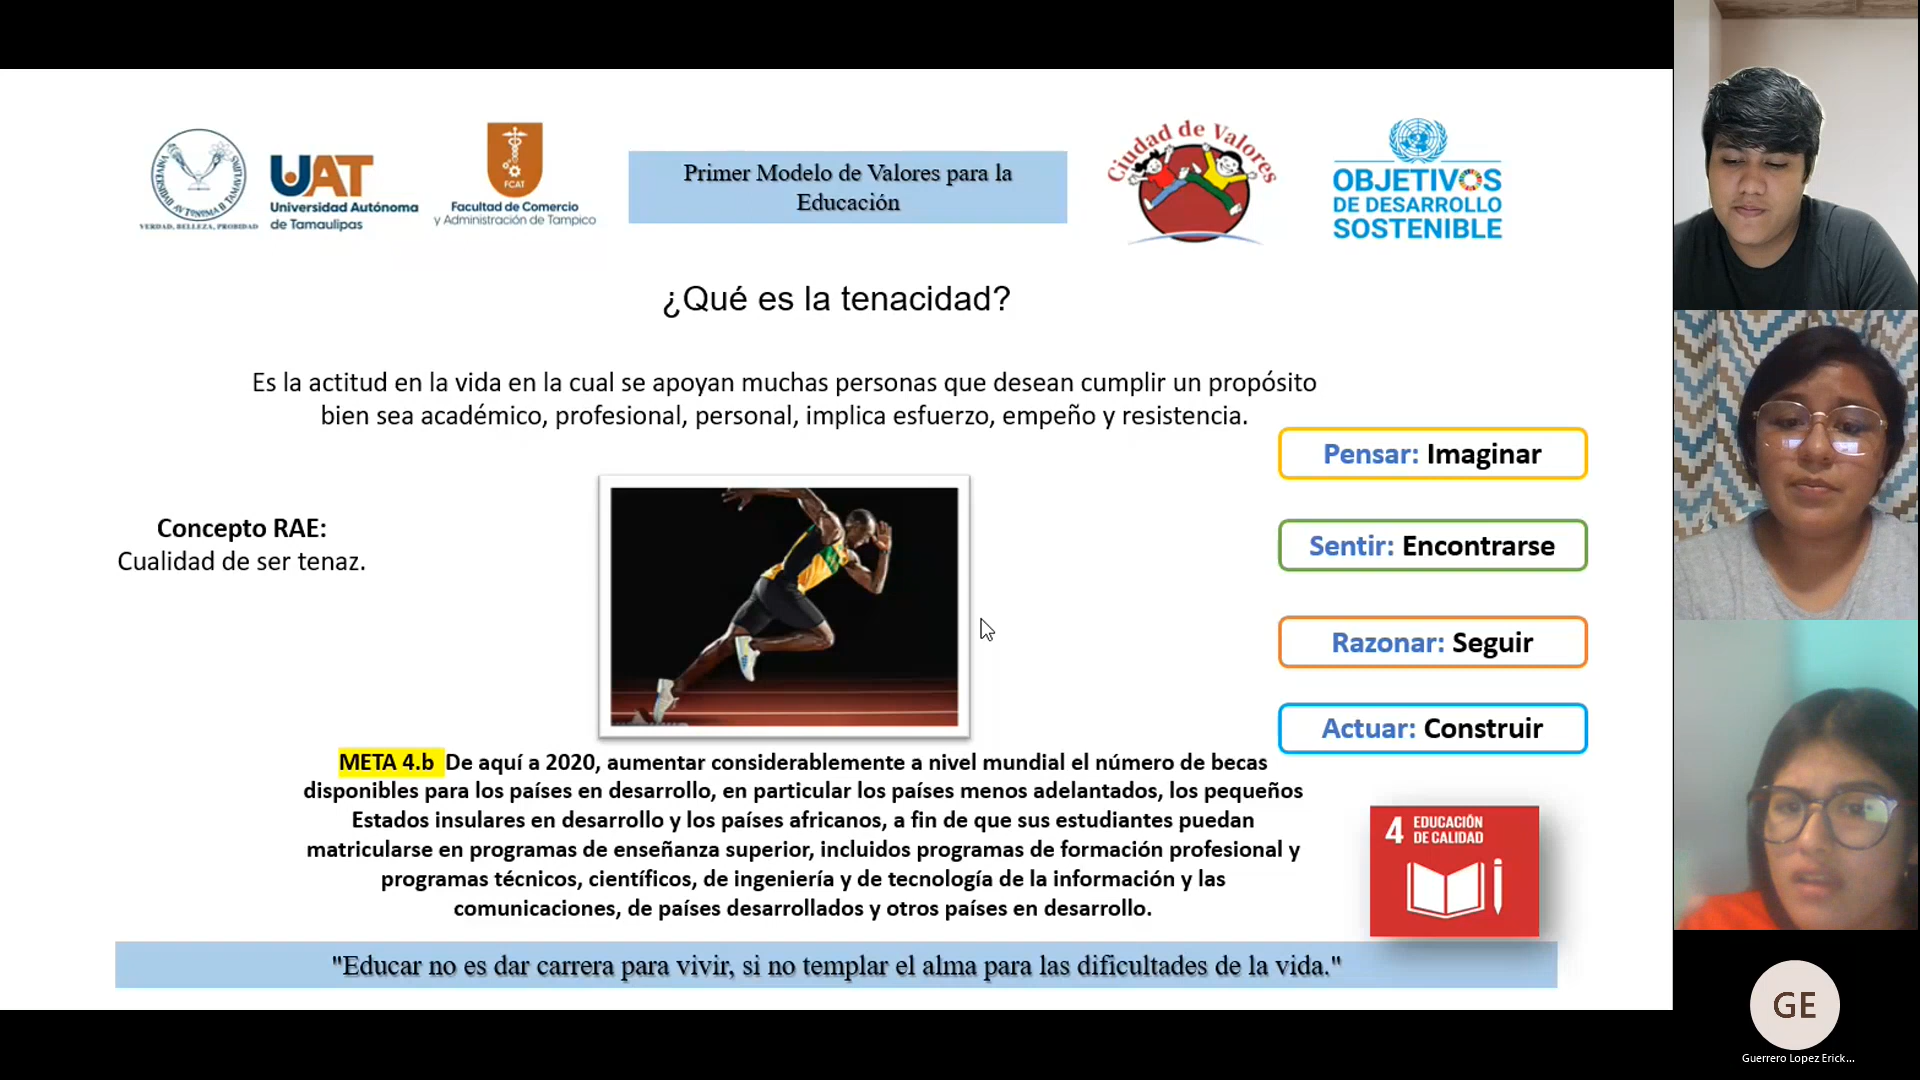 UNIVERSIDAD AUTONOMA DE TAMAULIPAS
VERDAD, BELLEZA, PROBIDAD
UAT
Universidad Autónoma
de Tamaulipas
FCAT
Facultad de Comercio
y Administración de Tampico
Primer Modelo de Valores para la
Educación
Ciudad de Valores
OBJETIVOS
DE DESARROLLO
SOSTENIBLE
¿Qué es la tenacidad?
Es la actitud en la vida en la cual se apoyan muchas personas que desean cumplir un propósito
bien sea académico, profesional, personal, implica esfuerzo, empeño y resistencia.
Concepto RAE:
Cualidad de ser tenaz.
Pensar: Imaginar
Sentir: Encontrarse
Razonar: Seguir
Actuar: Construir
META 4.b De aquí a 2020, aumentar considerablemente a nivel mundial el número de becas
disponibles para los países en desarrollo, en particular los países menos adelantados, los pequeños
Estados insulares en desarrollo y los países africanos, a fin de que sus estudiantes puedan
matricularse en programas de enseñanza superior, incluidos programas de formación profesional y
programas técnicos, científicos, de ingeniería y de tecnología de la información y las
comunicaciones, de países desarrollados y otros países en desarrollo.
4 EDUCACIÓN
DE CALIDAD
"Educar no es dar carrera para vivir, si no templar el alma para las dificultades de la vida."
GE
Guerrero Lopez Erick...